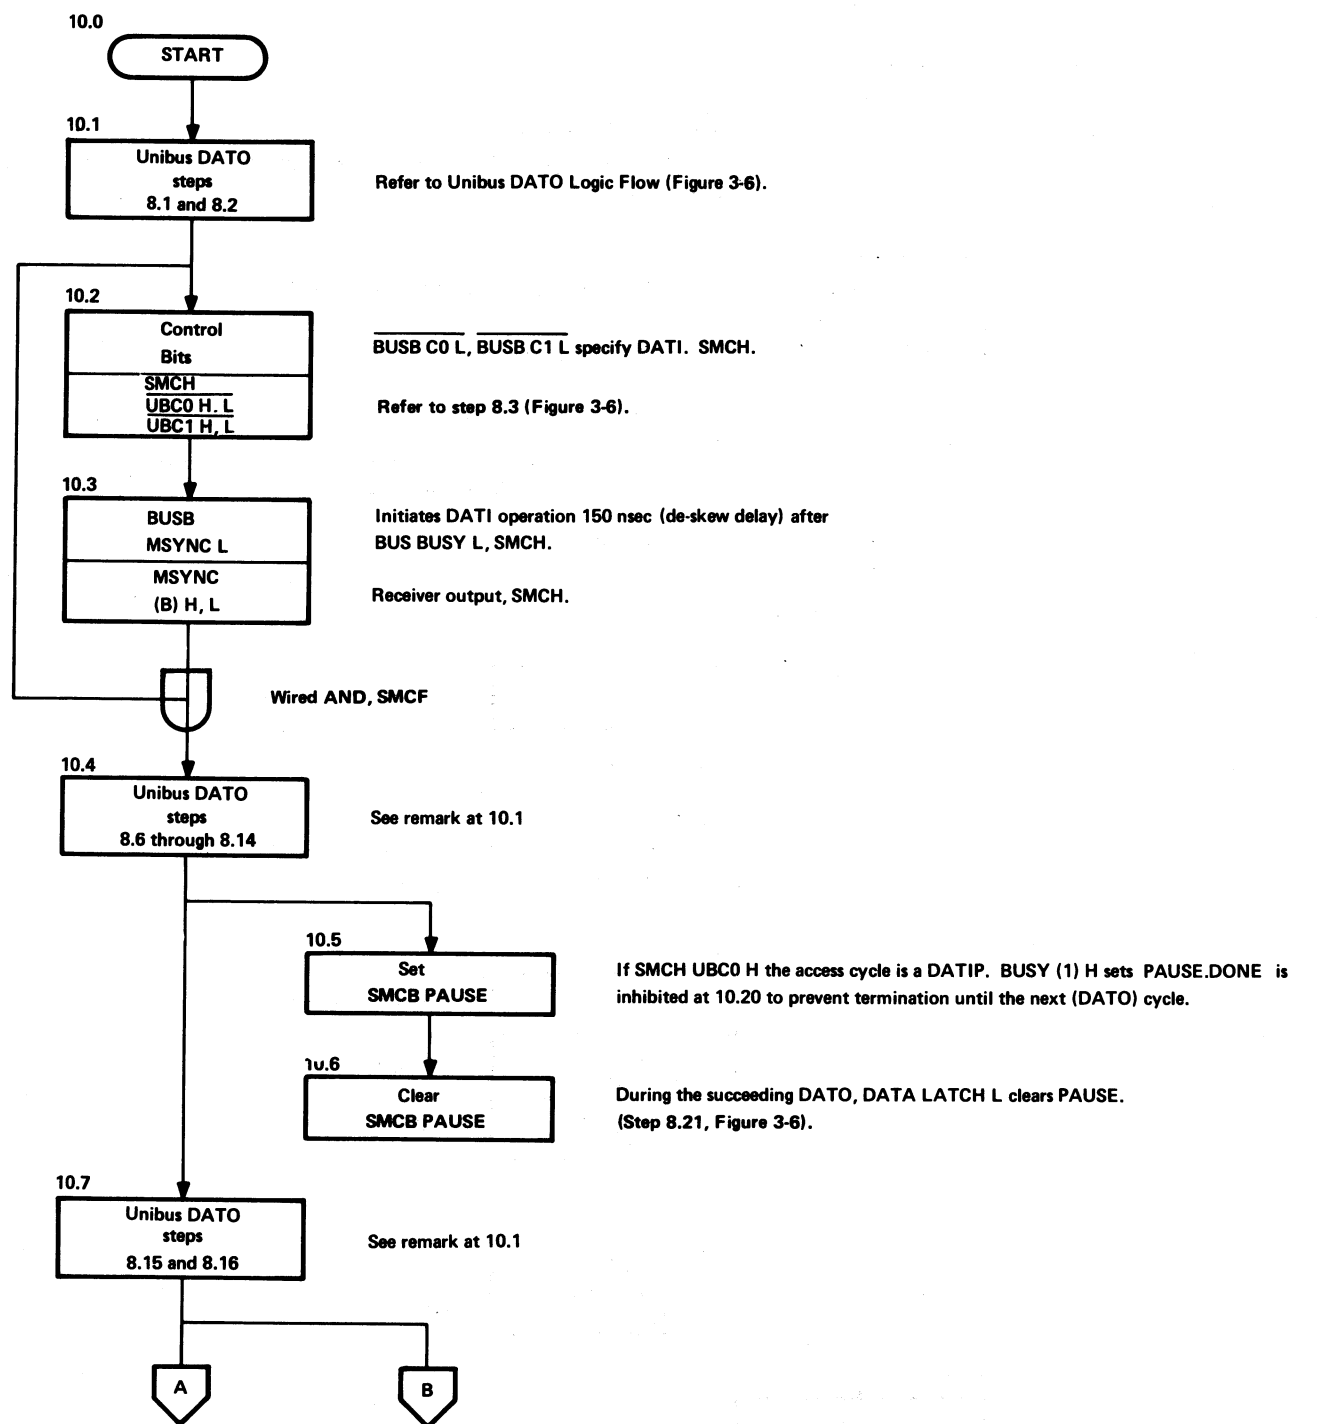 10.0
START
10.1
Unibus DATO
steps
8.1 and 8.2
Refer to Unibus DATO Logic Flow (Figure 3-6).
10.2
Control
Bits
BUSB C0 L, BUSB C1 L specify DATI. SMCH.
SMCH
UBC0 H. L
UBC1 H, L
Refer to step 8.3 (Figure 3-6).
10.3
BUSB
MSYNC L
Initiates DATI operation 150 nsec (de-skew delay) after
BUS BUSY L, SMCH.
MSYNC
(B) H, L
Receiver output, SMCH.
Wired AND, SMCF
10.4
Unibus DATO
steps
8.6 through 8.14
See remark at 10.1
10.5
Set
SMCB PAUSE
If SMCH UBC0 H the access cycle is a DATIP. BUSY (1) H sets PAUSE.DONE is
inhibited at 10.20 to prevent termination until the next (DATO) cycle.
10.6
Clear
SMCB PAUSE
During the succeeding DATO, DATA LATCH L clears PAUSE.
(Step 8.21, Figure 3-6).
10.7
Unibus DATO
steps
8.15 and 8.16
See remark at 10.1
A
B